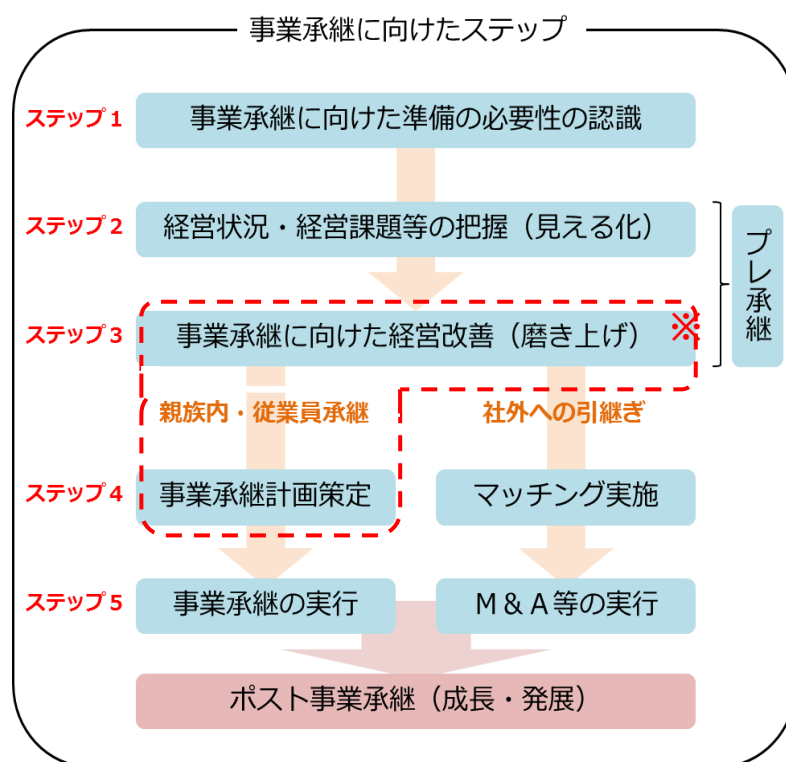 事業承継に向けたステップ
ステップ1
事業承継に向けた準備の必要性の認識
ステップ2
経営状況・経営課題等の把握（見える化）
プレ承継
ステップ3
事業承継に向けた経営改善（磨き上げ）
※
親族内・従業員承継
社外への引継ぎ
ステップ4
事業承継計画策定
マッチング実施
ステップ5
事業承継の実行
M＆A等の実行
ポスト事業承継（成長・発展）